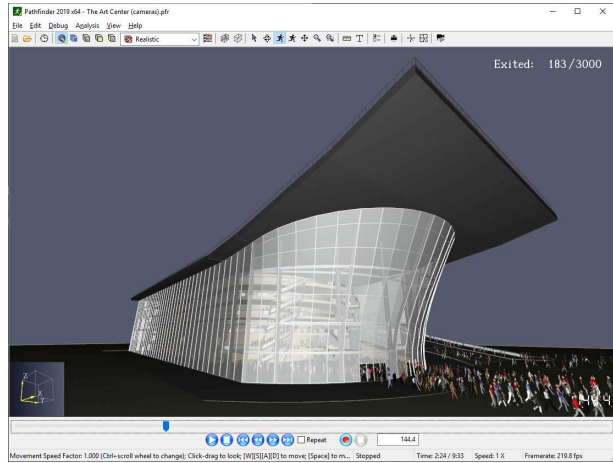 Pathfinder 2019 x64 - The Art Center (cameras).pfr
File Edit Debug Analysis View Help
Realistic
Exited: 183/3000
Z
X
Y
144.4
Repeat
144.4
Movement Speed Factor: 1.000 (Ctrl+scroll wheel to change); Click-drag to look; [W][S][A][D] to move; [Space] to m... Stopped Time: 2:24 / 9:33 Speed: 1 X Framerate: 219.8 fps